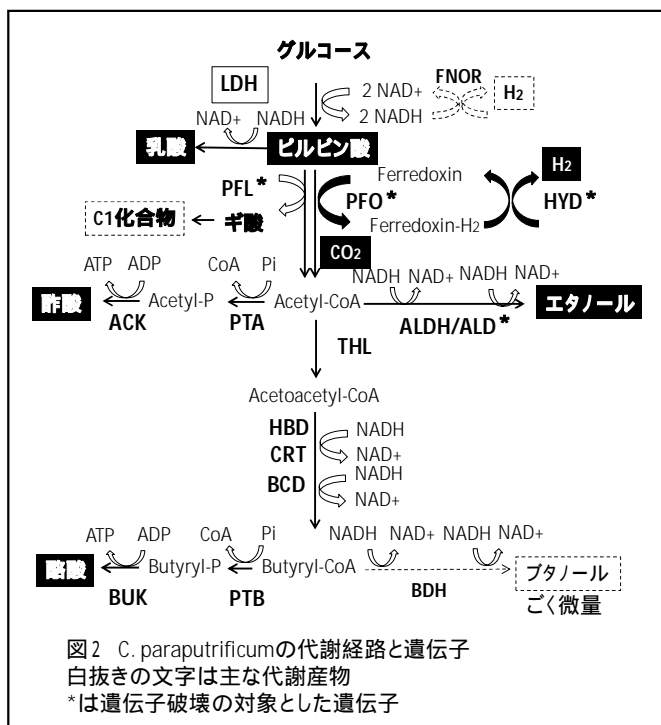 グルコース
LDH
2 NAD+
FNOR
H2
NAD+ NADH
2 NADH
乳酸
ピルビン酸
PFL*
PFO*
Ferredoxin
H2
HYD*
C1化合物
ギ酸
Ferredoxin-H2
CO2
ATP ADP
CoA Pi
NADH NAD+ NADH NAD+
酢酸
Acetyl-P
Acetyl-CoA
エタノール
ACK
PTA
ALDH/ALD*
THL
Acetoacetyl-CoA
HBD
NADH
CRT
NAD+
BCD
NADH
NAD+
ATP ADP
CoA Pi
NADH NAD+ NADH NAD+
酪酸
Butyryl-P
Butyryl-CoA
ブタノール
BUK
PTB
BDH
ごく微量
図2 C. paraputrificumの代謝経路と遺伝子
白抜きの文字は主な代謝産物
*は遺伝子破壊の対象とした遺伝子